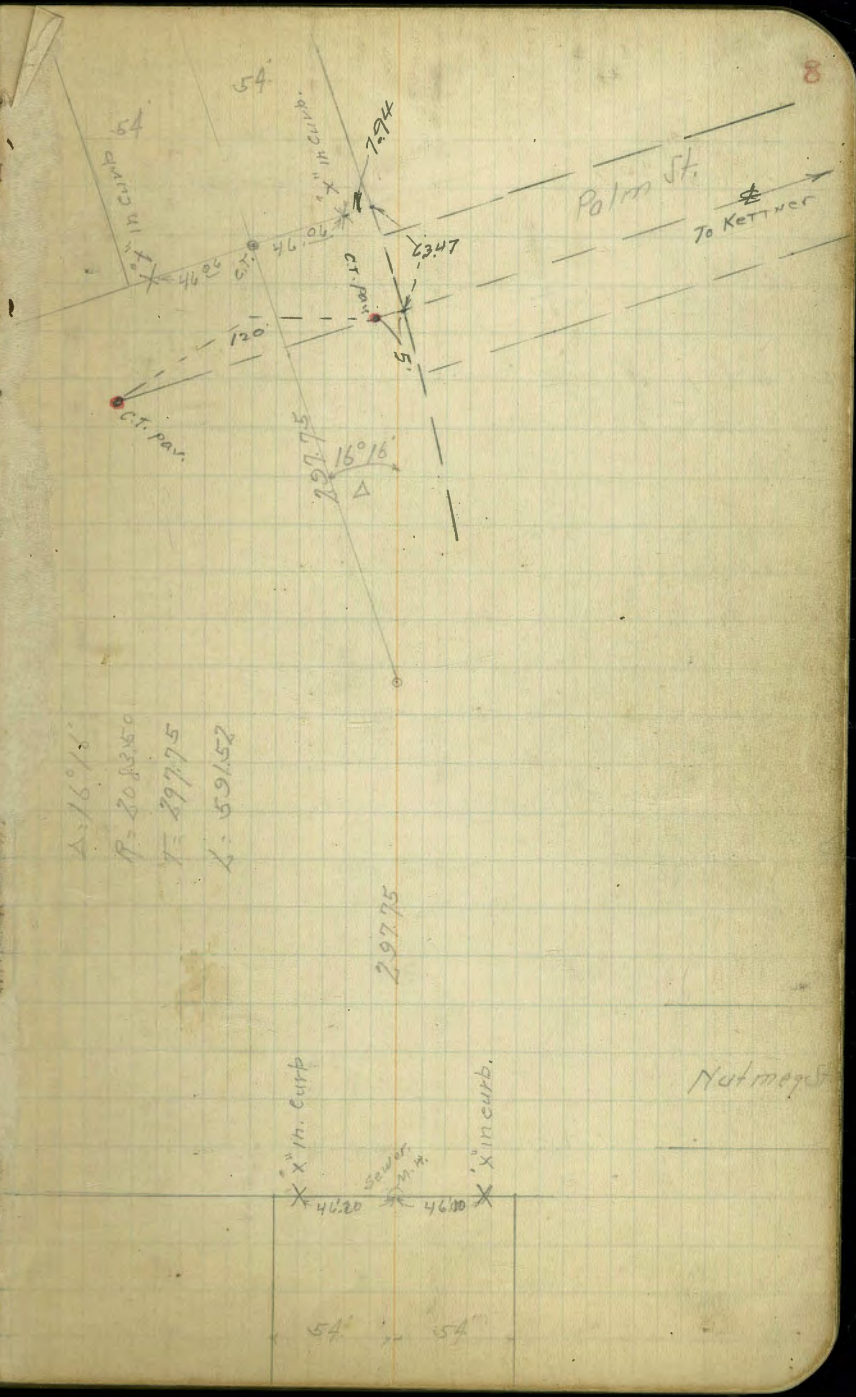 8
54'
54'
"X" in curb
"X" in curb.
7.94
Palm St.
To Kettner
46.02
46.06
63.47
C.T. pav.
120
5'
C.T. pav.
297.75
16°16'
Δ
Δ=16°16'
R=2083.50
T=297.75
L=591.52
297.75
Nutmeg St
"X" in. Curb
Sewer
M.H.
"X" in curb.
46.20
46.00
54'
54'